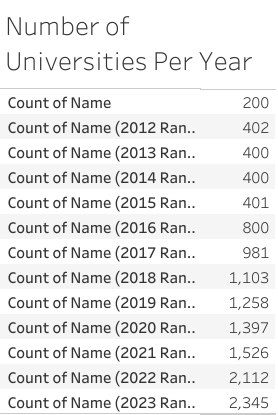 Number of
Universities Per Year
Count of Name 200
Count of Name (2012 Ran.. 402
Count of Name (2013 Ran.. 400
Count of Name (2014 Ran.. 400
Count of Name (2015 Ran.. 401
Count of Name (2016 Ran.. 800
Count of Name (2017 Ran.. 981
Count of Name (2018 Ran.. 1,103
Count of Name (2019 Ran.. 1,258
Count of Name (2020 Ran.. 1,397
Count of Name (2021 Ran.. 1,526
Count of Name (2022 Ran.. 2,112
Count of Name (2023 Ran.. 2,345